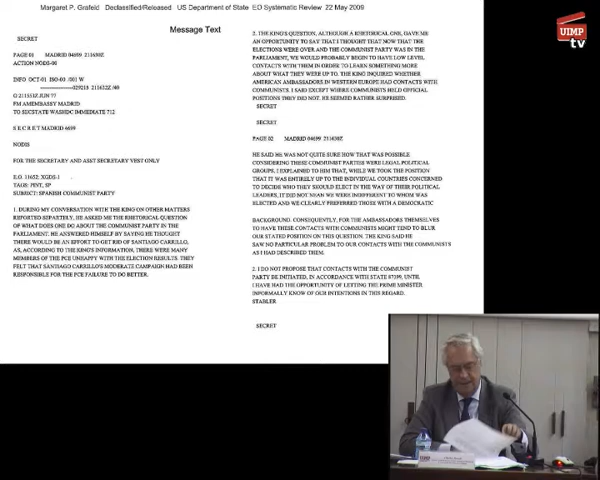 Margaret P. Grafeld Declassified/Released US Department of State EO Systematic Review 22 May 2009
Message Text
SECRET
PAGE 01 MADRID 04699 211630Z
ACTION NODS-00
INFO OCT-01 ISO-00 /001 W
FM AMEMBASSY MADRID
TO SECSTATE WASHDC IMMEDIATE 712
S E C R E T MADRID 4699
NODIS
FOR THE SECRETARY AND ASST SECRETARY VEST ONLY
E.O. 11652: XGDS-1
TAGS: PINT, SP
SUBJECT: SPANISH COMMUNIST PARTY
1. DURING MY CONVERSATION WITH THE KING ON OTHER MATTERS
REPORTED SEPARTELY, HE ASKED ME THE RHETORICAL QUESTION
OF WHAT DOES ONE DO ABOUT THE COMMUNIST PARTY IN THE
PARLIAMENT. HE ANSWERED HIMSELF BY SAYING HE THOUGHT
THERE WOULD BE AN EFFORT TO GET RID OF SANTIAGO CARRILLO,
AS, ACCORDING TO THE KING'S INFORMATION, THERE WERE MANY
MEMBERS OF THE PCE UNHAPPY WITH THE ELECTION RESULTS. THEY
FELT THAT SANTIAGO CARRILLO'S MODERATE CAMPAIGN HAD BEEN
RESPONSIBLE FOR THE PCE FAILURE TO DO BETTER.
2. THE KING'S QUESTION, ALTHOUGH A RHETORICAL ONE, GAVE ME
AN OPPORTUNITY TO SAY THAT I THOUGHT THAT NOW THAT THE
ELECTIONS WERE OVER AND THE COMMUNIST PARTY WAS IN THE
PARLIAMENT, WE WOULD PROBABLY BEGIN TO HAVE LOW LEVEL
CONTACTS WITH THEM IN ORDER TO LEARN SOMETHING MORE
ABOUT WHAT THEY WERE UP TO. THE KING INQUIRED WHETHER
AMERICAN AMBASSADORS IN WESTERN EUROPE HAD CONTACTS WITH
COMMUNISTS. I SAID EXCEPT WHERE COMMUNISTS HELD OFFICIAL
POSITIONS THEY DID NOT. HE SEEMED RATHER SURPRISED.
SECRET
SECRET
PAGE 02 MADRID 04699 211630Z
HE SAID HE WAS NOT QUITE SURE HOW THAT WAS POSSIBLE
CONSIDERING THESE COMMUNIST PARTIES WERE LEGAL POLITICAL
GROUPS. I EXPLAINED TO HIM THAT, WHILE WE TOOK THE POSITION
THAT IT WAS ENTIRELY UP TO THE INDIVIDUAL COUNTRIES CONCERNED
TO DECIDE WHO THEY SHOULD ELECT IN THE WAY OF THEIR POLITICAL
LEADERS, IT DID NOT MEAN WE WERE INDIFFERENT TO WHOM WAS
ELECTED AND WE CLEARLY PREFERRED THOSE WITH A DEMOCRATIC
BACKGROUND. CONSEQUENTLY, FOR THE AMBASSADORS THEMSELVES
TO HAVE THESE CONTACTS WITH COMMUNISTS MIGHT TEND TO BLUR
OUR STATED POSITION ON THIS QUESTION. THE KING SAID HE
SAW NO PARTICULAR PROBLEM TO OUR CONTACTS WITH THE COMMUNISTS
AS I HAD DESCRIBED THEM.
2. I DO NOT PROPOSE THAT CONTACTS WITH THE COMMUNIST
PARTY BE INITIATED, IN ACCORDANCE WITH STATE 87399, UNTIL
I HAVE HAD THE OPPORTUNITY OF LETTING THE PRIME MINISTER
INFORMALLY KNOW OF OUR INTENTIONS IN THIS REGARD.
STABLER
SECRET
UIMP
tv